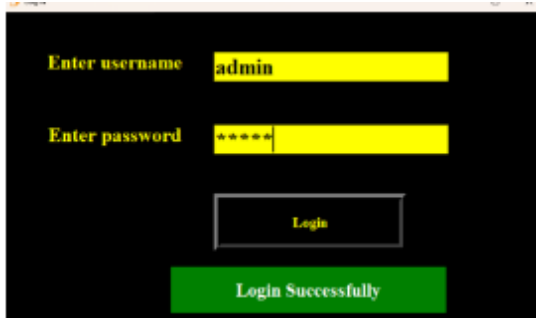 Enter username admin
Enter password *****
Login
Login Successfully